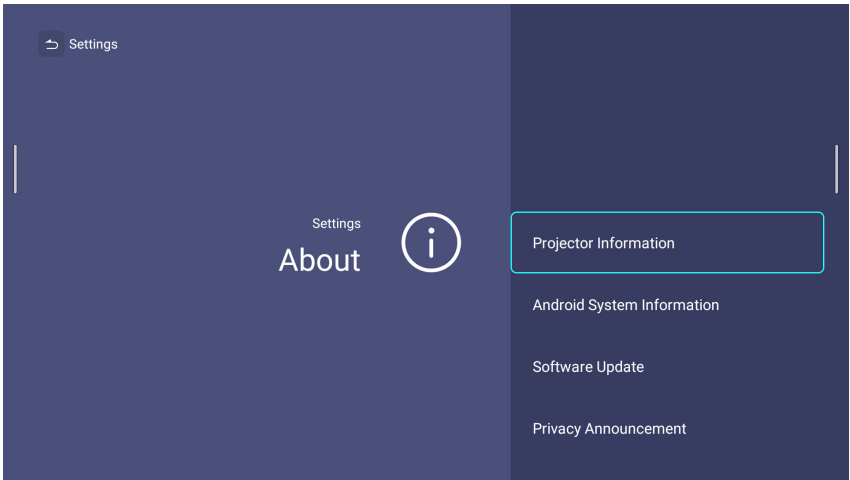 Settings
Settings
About
Projector Information
Android System Information
Software Update
Privacy Announcement